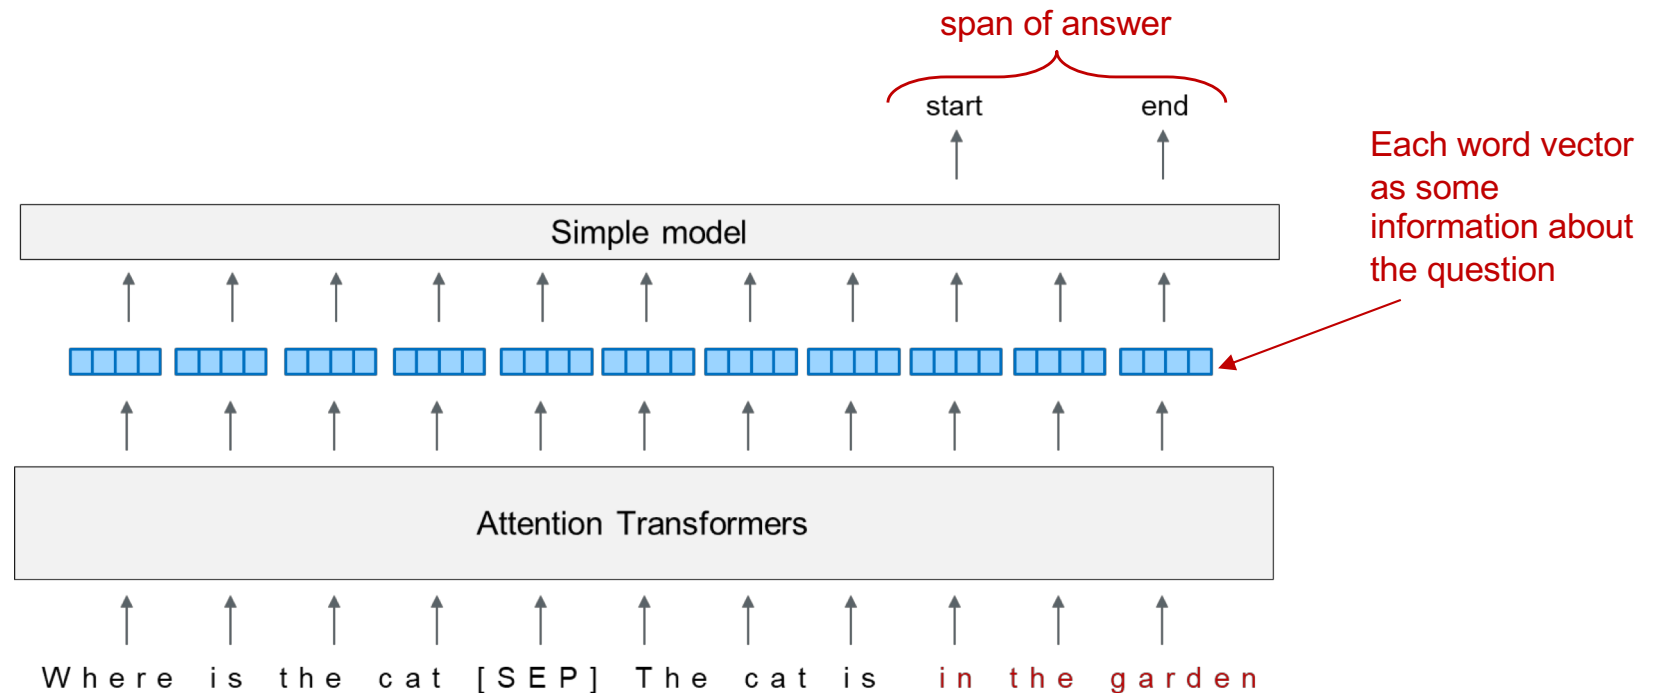 span of answer
start end
Each word vector
as some
information about
the question
Simple model
Attention Transformers
Where is the cat [SEP] The cat is in the garden